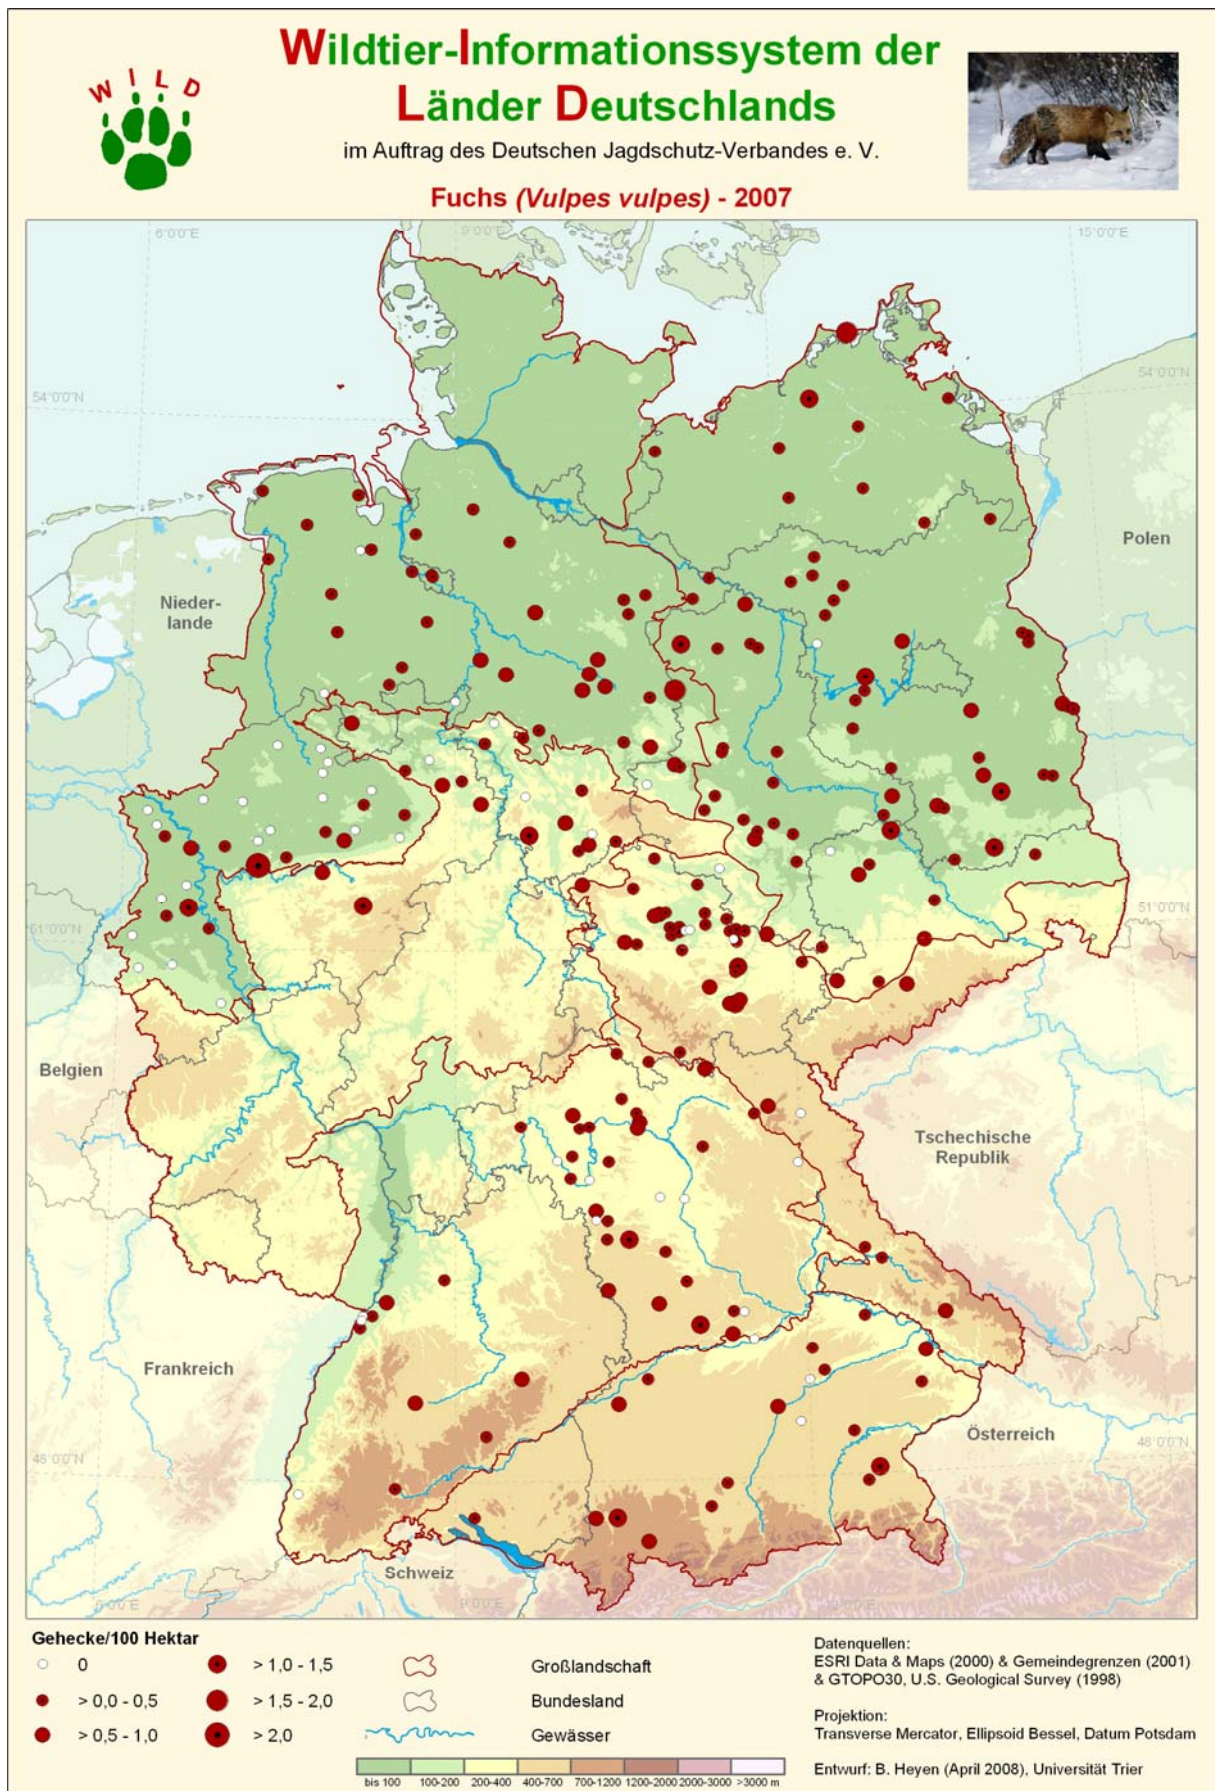 Wildtier-Informationssystem der
Länder Deutschlands
W I L D
im Auftrag des Deutschen Jagdschutz-Verbandes e. V.
Fuchs (Vulpes vulpes) - 2007
6°0'0"E
9°0'0"E
15°0'0"E
54°0'0"N
54°0'0"N
Polen
Nieder-
lande
51°0'0"N
51°0'0"N
Belgien
Tschechische
Republik
Frankreich
Österreich
48°0'0"N
48°0'0"N
Schweiz
6°0'0"E
9°0'0"E
Gehecke/100 Hektar
0
> 0,0 - 0,5
> 0,5 - 1,0
> 1,0 - 1,5
> 1,5 - 2,0
> 2,0
Großlandschaft
Bundesland
Gewässer
bis 100 100-200 200-400 400-700 700-1200 1200-2000 2000-3000 >3000 m
Datenquellen:
ESRI Data & Maps (2000) & Gemeindegrenzen (2001)
& GTOPO30, U.S. Geological Survey (1998)
Projektion:
Transverse Mercator, Ellipsoid Bessel, Datum Potsdam
Entwurf: B. Heyen (April 2008), Universität Trier